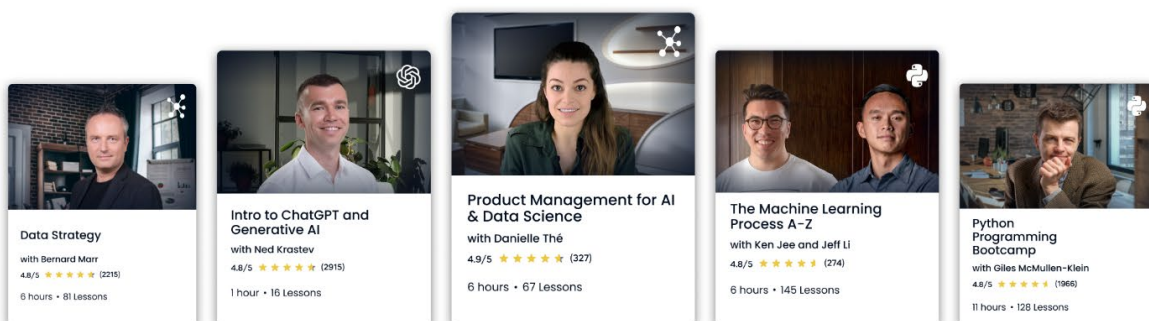 Data Strategy
with Bernard Marr
4.8/5 (2215)
6 hours • 81 Lessons
Intro to ChatGPT and
Generative AI
with Ned Krastev
4.8/5 (2915)
1 hour • 16 Lessons
Product Management for AI
& Data Science
with Danielle Thé
4.9/5 (327)
6 hours • 67 Lessons
The Machine Learning
Process A-Z
with Ken Jee and Jeff Li
4.8/5 (274)
6 hours • 145 Lessons
Python
Programming
Bootcamp
with Giles McMullen-Klein
4.8/5 (1966)
11 hours • 128 Lessons